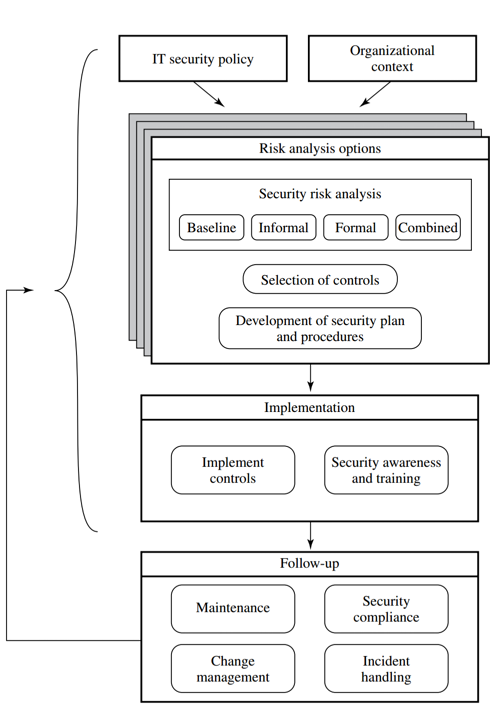 IT security policy
Organizational
context
Risk analysis options
Security risk analysis
Baseline
Informal
Formal
Combined
Selection of controls
Development of security plan
and procedures
Implementation
Implement
controls
Security awareness
and training
Follow-up
Maintenance
Security
compliance
Change
management
Incident
handling